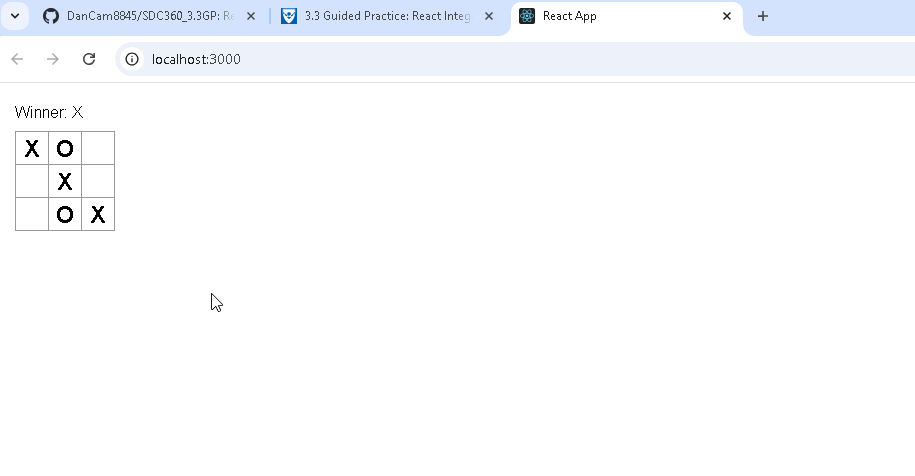 DanCam8845/SDC360_3.3GP: Re
3.3 Guided Practice: React Integ
React App
localhost:3000
Winner: X
X O
X
O X